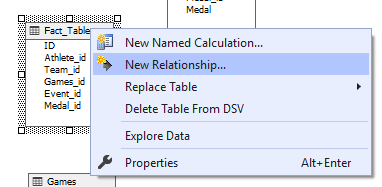 Medal
Fact_Table
ID
Athlete_id
Team_id
Games_id
Event_id
Medal_id
New Named Calculation...
New Relationship...
Replace Table
Delete Table From DSV
Explore Data
Properties Alt+Enter
Games